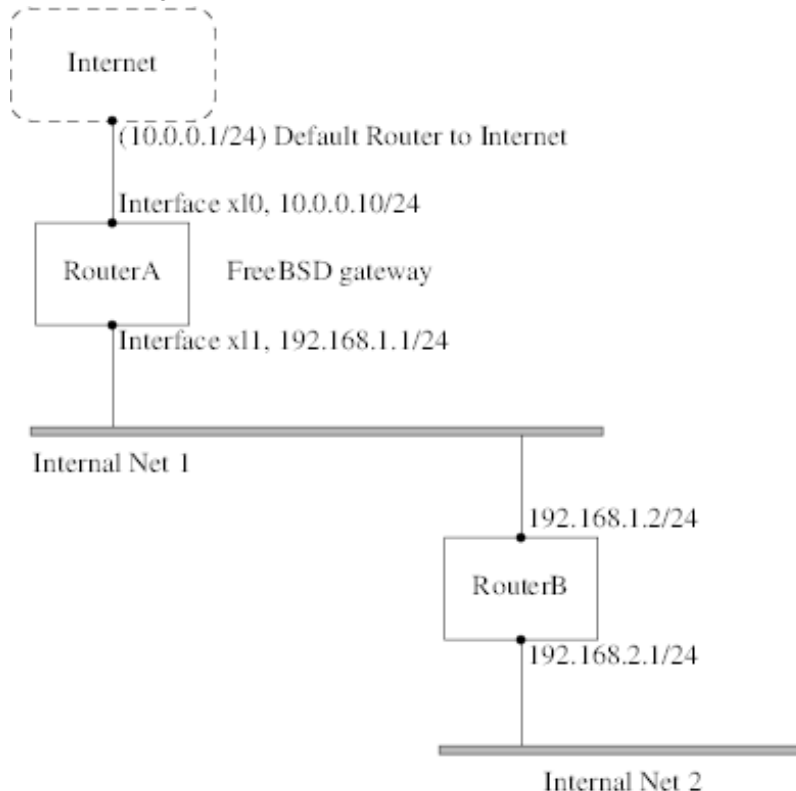 Internet
(10.0.0.1/24) Default Router to Internet
Interface xl0, 10.0.0.10/24
RouterA
FreeBSD gateway
Interface xl1, 192.168.1.1/24
Internal Net 1
192.168.1.2/24
RouterB
192.168.2.1/24
Internal Net 2